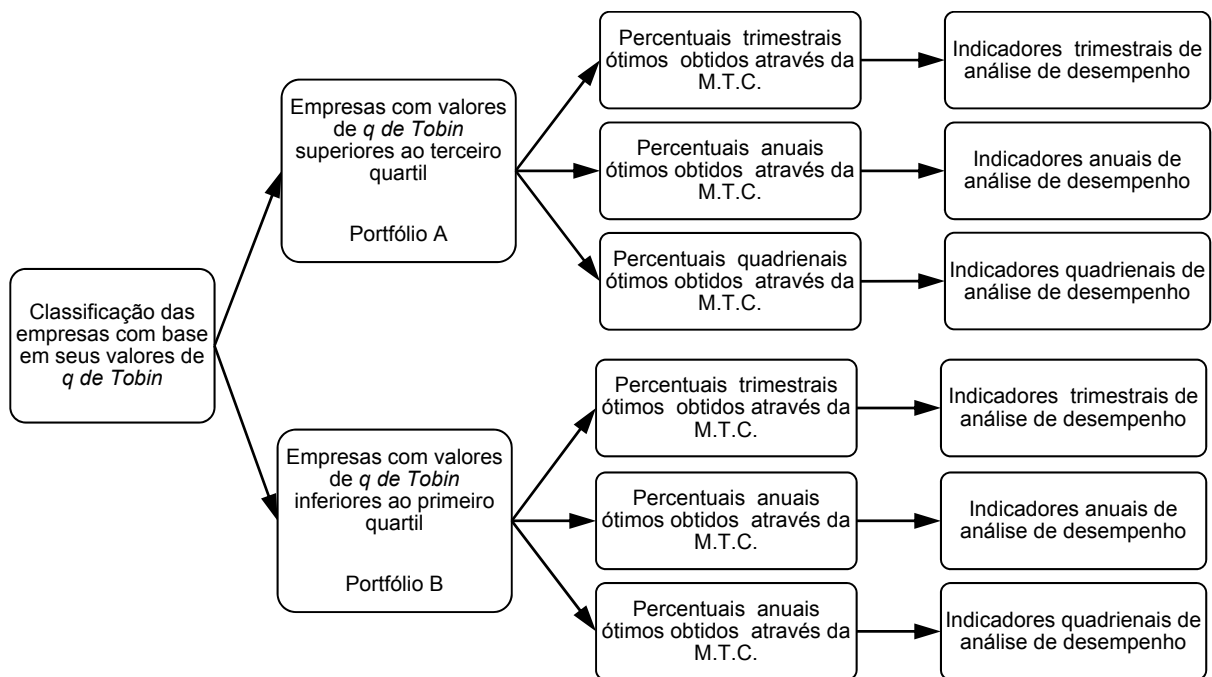 Classificação das
empresas com base
em seus valores de
q de Tobin
Empresas com valores
de q de Tobin
superiores ao terceiro
quartil
Portfólio A
Percentuais trimestrais
ótimos obtidos através da
M.T.C.
Indicadores trimestrais de
análise de desempenho
Percentuais anuais
ótimos obtidos através da
M.T.C.
Indicadores anuais de
análise de desempenho
Percentuais quadrienais
ótimos obtidos através da
M.T.C.
Indicadores quadrienais de
análise de desempenho
Empresas com valores
de q de Tobin
inferiores ao primeiro
quartil
Portfólio B
Percentuais trimestrais
ótimos obtidos através da
M.T.C.
Indicadores trimestrais de
análise de desempenho
Percentuais anuais
ótimos obtidos através da
M.T.C.
Indicadores anuais de
análise de desempenho
Percentuais anuais
ótimos obtidos através da
M.T.C.
Indicadores quadrienais de
análise de desempenho